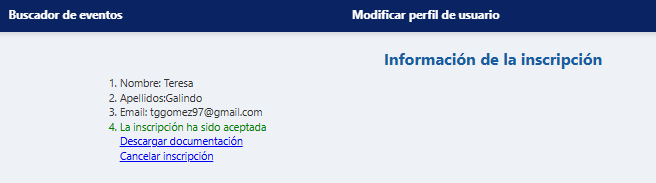 Buscador de eventos Modificar perfil de usuario
Información de la inscripción
1. Nombre: Teresa
2. Apellidos:Galindo
3. Email: tggomez97@gmail.com
4. La inscripción ha sido aceptada
Descargar documentación
Cancelar inscripción